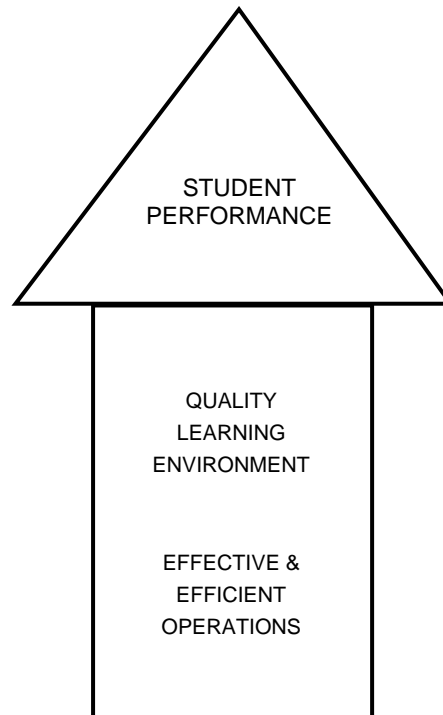 STUDENT
PERFORMANCE
QUALITY
LEARNING
ENVIRONMENT
EFFECTIVE &
EFFICIENT
OPERATIONS